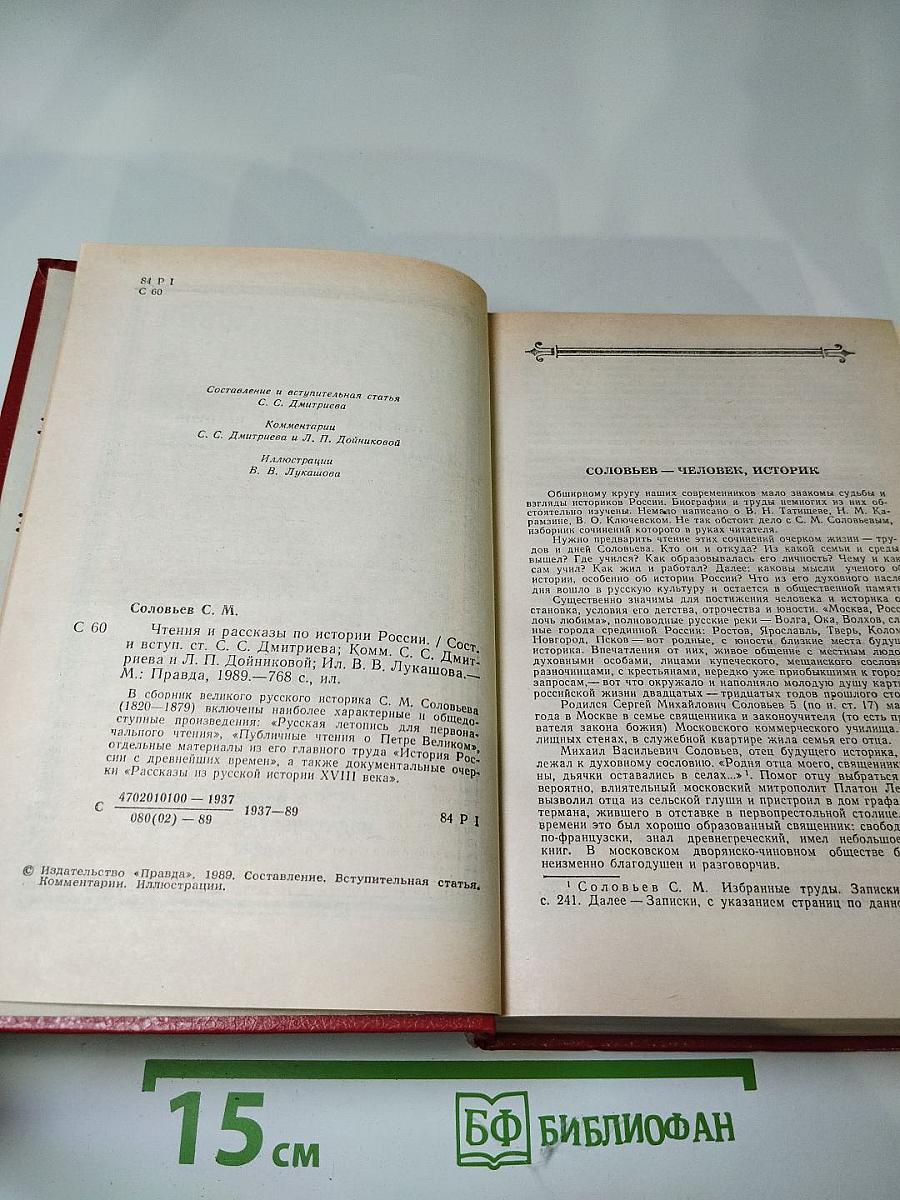 84 Р I
С 60
Составление и вступительная статья
С. С. Дмитриева
Комментарии
С. С. Дмитриева и Л. П. Дойниковой
Иллюстрации
В. В. Лукашова
Соловьев С. М.
С 60 Чтения и рассказы по истории России. / Сост.
и вступ. ст. С. С. Дмитриева; Комм. С. С. Дмит-
риева и Л. П. Дойниковой; Ил. В. В. Лукашова.—
М.: Правда, 1989.—768 с., ил.
В сборник великого русского историка С. М. Соловьева
(1820—1879) включены наиболее характерные и общедо-
ступные произведения: «Русская летопись для первона-
чального чтения», «Публичные чтения о Петре Великом»,
отдельные материалы из его главного труда «История Рос-
сии с древнейших времен», а также документальные очер-
ки «Рассказы из русской истории XVIII века».
С 4702010100—1937
080(02)—89 1937—89
84 Р I
© Издательство «Правда». 1989. Составление. Вступительная статья.
Комментарии. Иллюстрации.
СОЛОВЬЕВ — ЧЕЛОВЕК, ИСТОРИК
Обширному кругу наших современников мало знакомы судьбы и
взгляды историков России. Биографии и труды немногих из них об-
стоятельно изучены. Немало написано о В. Н. Татищеве, Н. М. Ка-
рамзине, В. О. Ключевском. Не так обстоит дело с С. М. Соловьевым,
изборник сочинений которого в руках читателя.
Нужно предварить чтение этих сочинений очерком жизни — тру-
дов и дней Соловьева. Кто он и откуда? Из какой семьи и среды
вышел? Где учился? Как образовывалась его личность? Чему и как
сам учил? Как жил и работал? Далее: каковы мысли ученого об
истории, особенно об истории России? Что из его духовного насле
дия вошло в русскую культуру и остается в общественной памят
Существенно значимы для постижения человека и историка о
становка, условия его детства, отрочества и юности. «Москва, Росс
дочь любима», полноводные русские реки — Волга, Ока, Волхов, сл
ные города срединной России: Ростов, Ярославль, Тверь, Колом
Новгород, Псков — вот родные, с юности близкие места будущ
историка. Впечатления от них, живое общение с местным людо
духовными особами, лицами купеческого, мещанского сослови
разночинцами, с крестьянами, нередко уже приобыкшими к город
запросам,— вот что окружало и наполняло молодую душу карти
российской жизни двадцатых — тридцатых годов прошлого сто
Родился Сергей Михайлович Соловьев 5 (по н. ст. 17) ма
года в Москве в семье священника и законоучителя (то есть пр
вателя закона божия) Московского коммерческого училища.
лищных стенах, в служебной квартире жила семья его отца.
Михаил Васильевич Соловьев, отец будущего историка,
лежал к духовному сословию. «Родня отца моего, священник
ны, дьячки оставались в селах...»¹. Помог отцу выбраться
вероятно, влиятельный московский митрополит Платон Ле
вызволил отца из сельской глуши и пристроил в дом графа
термана, жившего в отставке в первопрестольной столице.
времени это был хорошо образованный священник: свобод
по-французски, знал древнегреческий, имел небольшое
книг. В московском дворянско-чиновном обществе б
неизменно благодушен и разговорчив.
¹ Соловьев С. М. Избранные труды. Записки
с. 241. Далее — Записки, с указанием страниц по данно
15 см
БФ БИБЛИОФАН